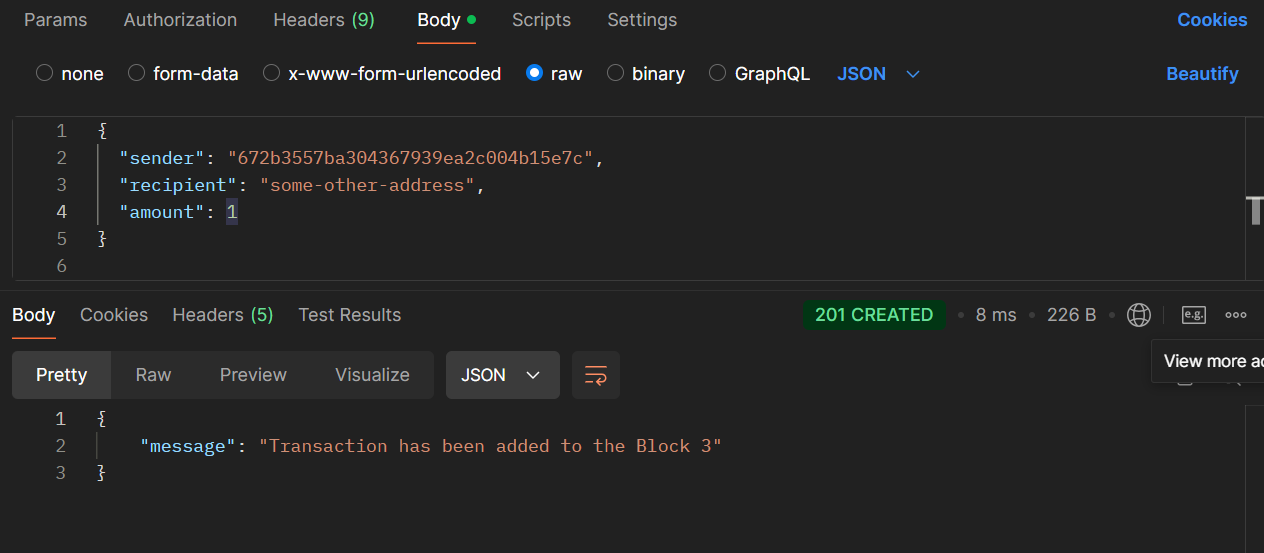 Params Authorization Headers (9) Body Scripts Settings Cookies
none form-data x-www-form-urlencoded raw binary GraphQL JSON Beautify
1 {
2 "sender": "672b3557ba304367939ea2c004b15e7c",
3 "recipient": "some-other-address",
4 "amount": 1
5 }
6
Body Cookies Headers (5) Test Results 201 CREATED 8 ms 226 B e.g.
View more ac
Pretty Raw Preview Visualize JSON
1 {
2 "message": "Transaction has been added to the Block 3"
3 }